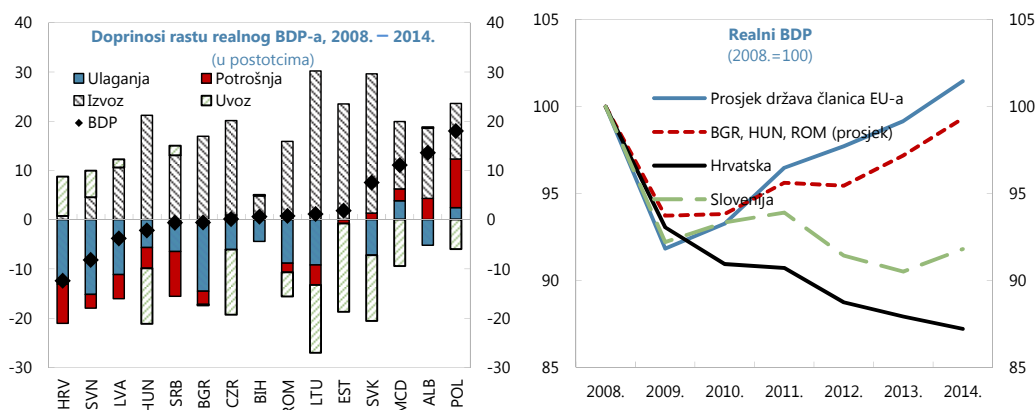 Doprinosi rastu realnog BDP-a, 2008. – 2014.
(u postotcima)
Ulaganja
Potrošnja
Izvoz
Uvoz
BDP
40
30
20
10
0
-10
-20
-30
40
30
20
10
0
-10
-20
-30
HRV
SVN
LVA
HUN
SRB
BGR
CZR
BIH
ROM
LTU
EST
SVK
MCD
ALB
POL
Realni BDP
(2008.=100)
Prosjek država članica EU-a
BGR, HUN, ROM (prosjek)
Hrvatska
Slovenija
105
100
95
90
85
105
100
95
90
85
2008.
2009.
2010.
2011.
2012.
2013.
2014.